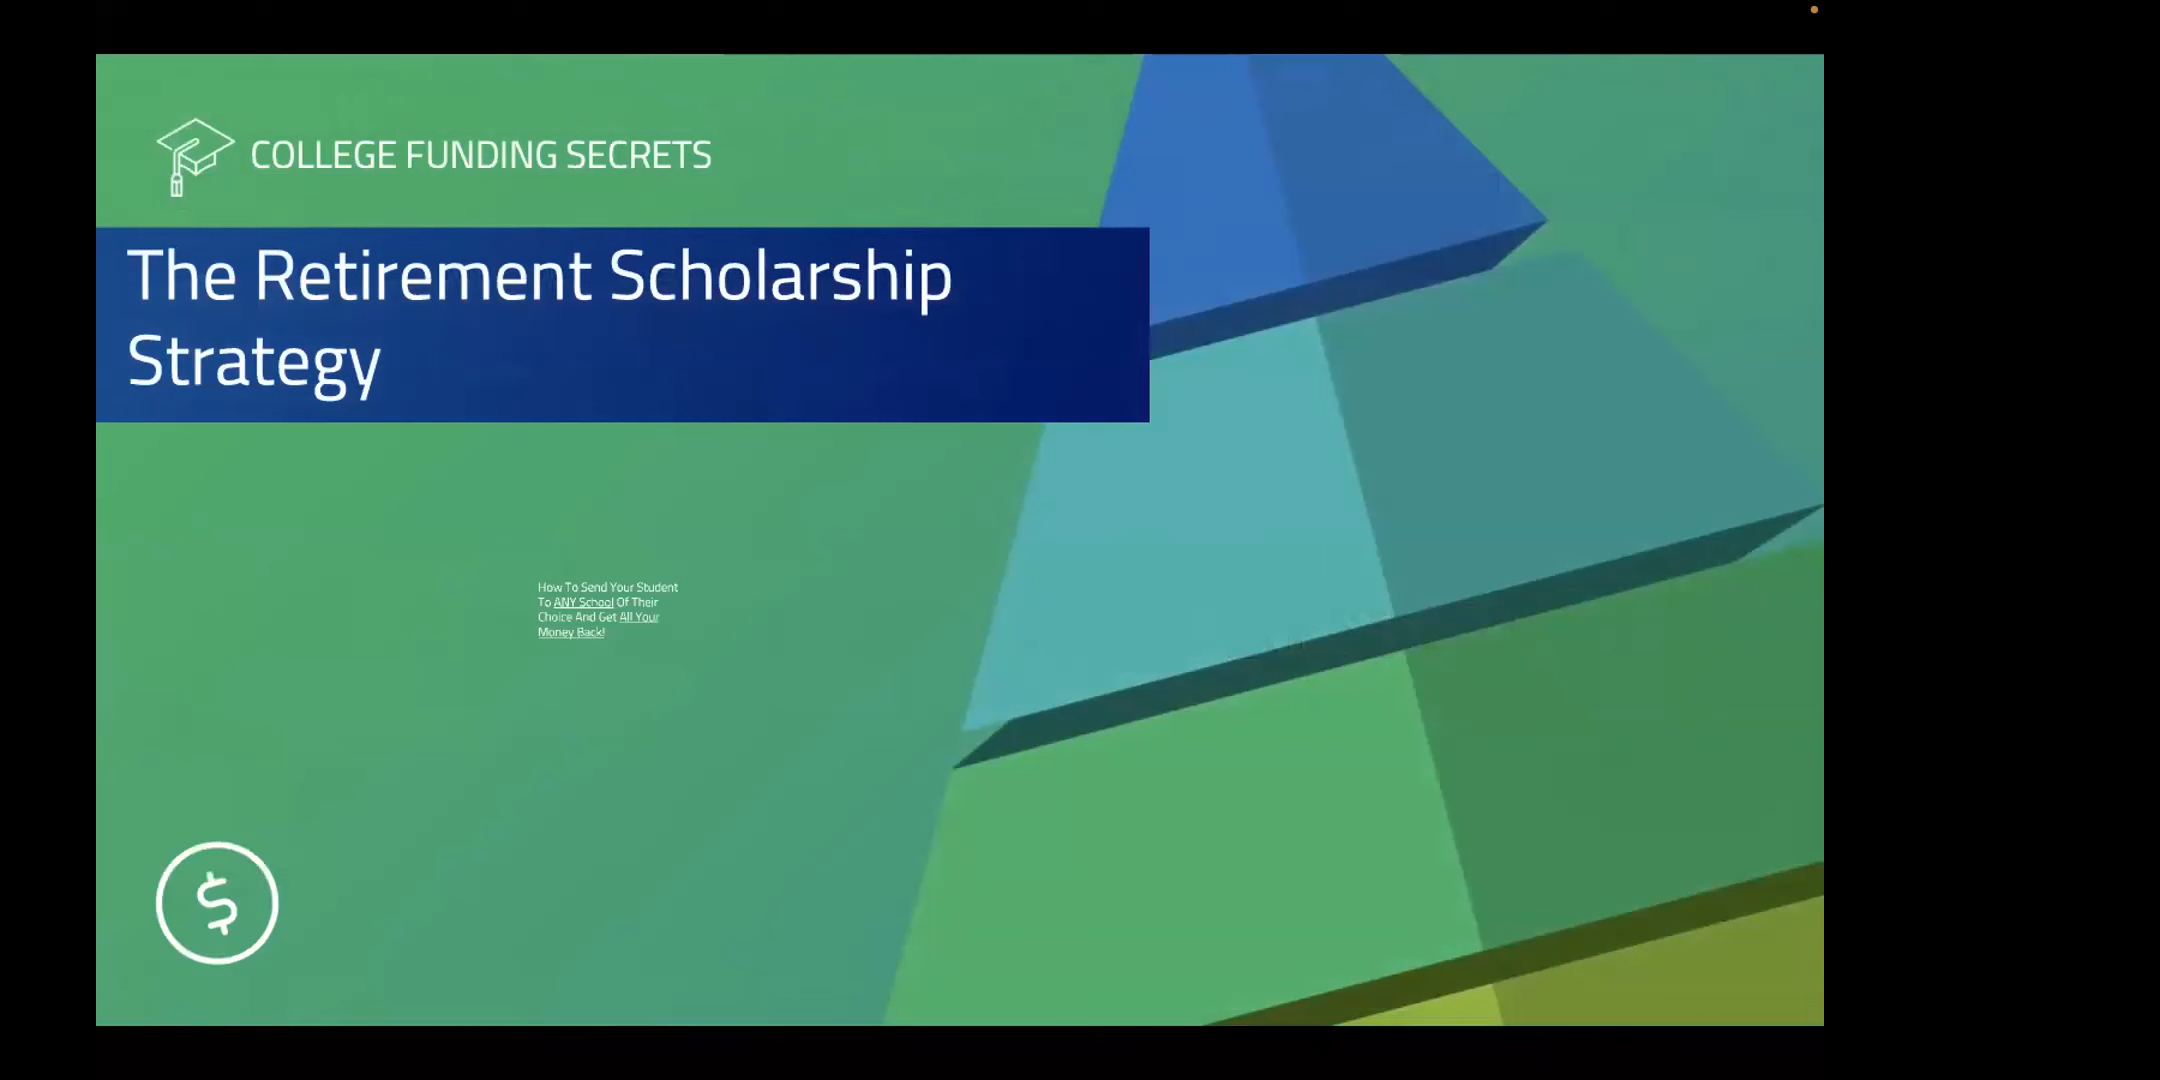 COLLEGE FUNDING SECRETS
The Retirement Scholarship
Strategy
How To Send Your Student
To ANY School Of Their
Choice And Get All Your
Money Back!
$